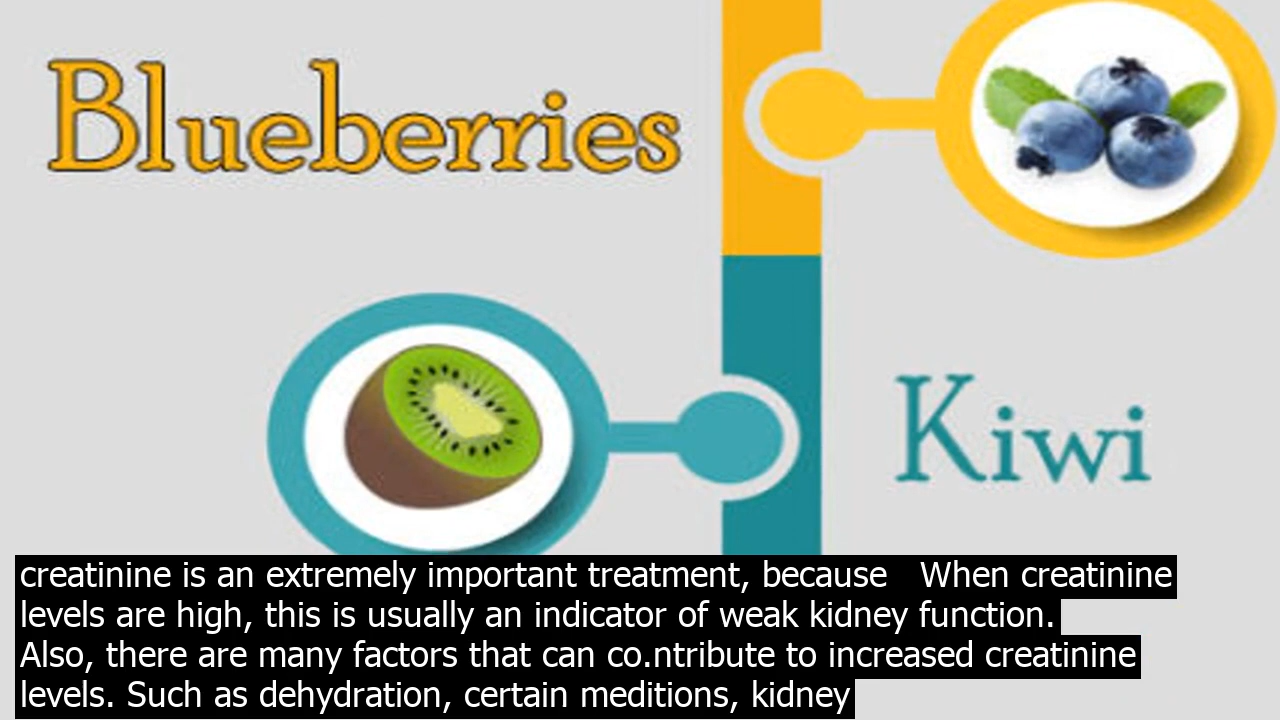 Blueberries
Kiwi
creatinine is an extremely important treatment, because   When creatinine
levels are high, this is usually an indicator of weak kidney function.
Also, there are many factors that can co.ntribute to increased creatinine
levels. Such as dehydration, certain meditions, kidney